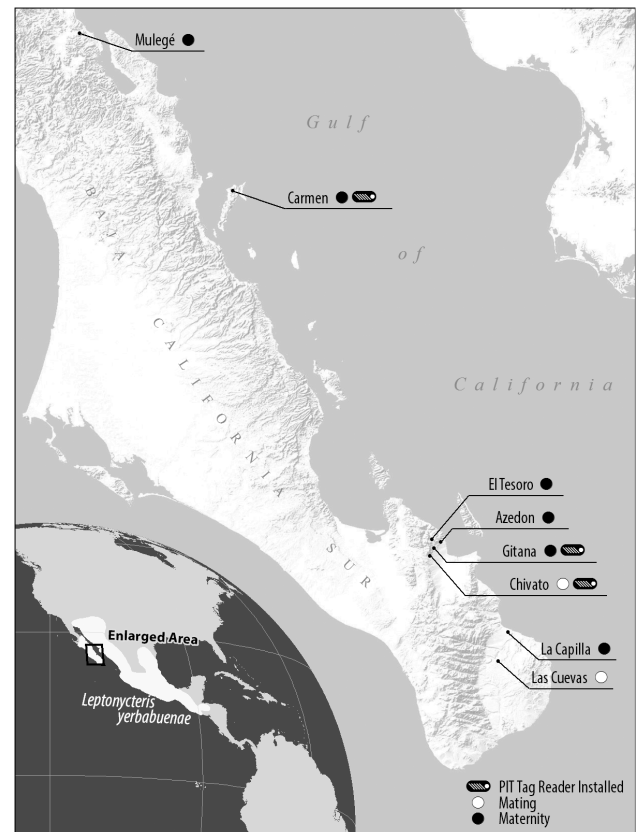 Mulegé
Gulf
Carmen
BAJA
of
CALIFORNIA
California
El Tesoro
Azedon
Gitana
SUR
Chivato
Enlarged Area
La Capilla
Las Cuevas
Leptonycteris
yerbabuenae
PIT Tag Reader Installed
Mating
Maternity